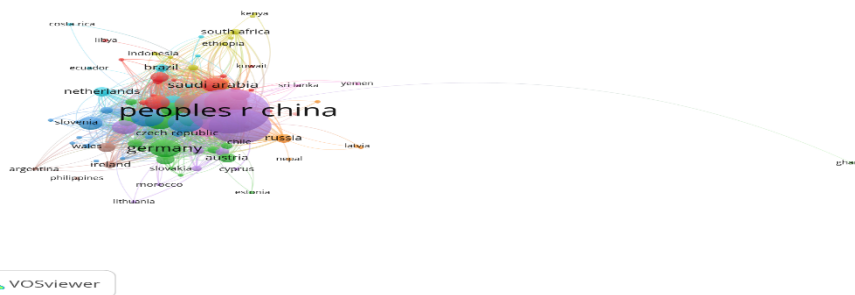 kenya
costa rica
south africa
libya
ethiopia
indonesia
ecuador
brazil
kuwait
saudi arabia
sri lanka
yemen
netherlands
peoples r china
slovenia
czech republic
chile
russia
wales
germany
latvia
austria
nepal
ireland
argentina
slovakia
cyprus
philippines
morocco
estonia
lithuania
gha
VOSviewer